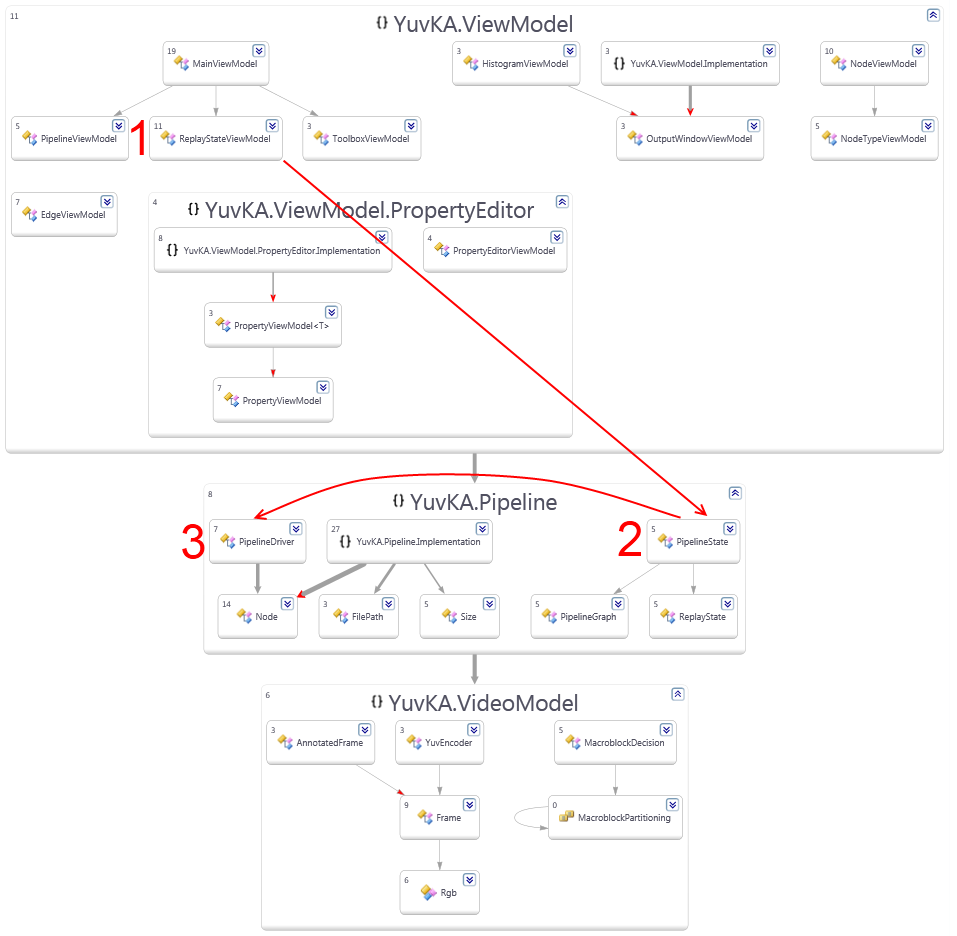 11
{} YuvKA.ViewModel
19
MainViewModel
3
HistogramViewModel
3
{} YuvKA.ViewModel.Implementation
10
NodeViewModel
5
PipelineViewModel
1
11
ReplayStateViewModel
3
ToolboxViewModel
3
OutputWindowViewModel
5
NodeTypeViewModel
7
EdgeViewModel
4
{} YuvKA.ViewModel.PropertyEditor
8
{} YuvKA.ViewModel.PropertyEditor.Implementation
4
PropertyEditorViewModel
3
PropertyViewModel<T>
7
PropertyViewModel
8
{} YuvKA.Pipeline
3
7
PipelineDriver
27
{} YuvKA.Pipeline.Implementation
2
5
PipelineState
14
Node
3
FilePath
5
Size
5
PipelineGraph
5
ReplayState
6
{} YuvKA.VideoModel
3
AnnotatedFrame
3
YuvEncoder
5
MacroblockDecision
9
Frame
0
MacroblockPartitioning
6
Rgb